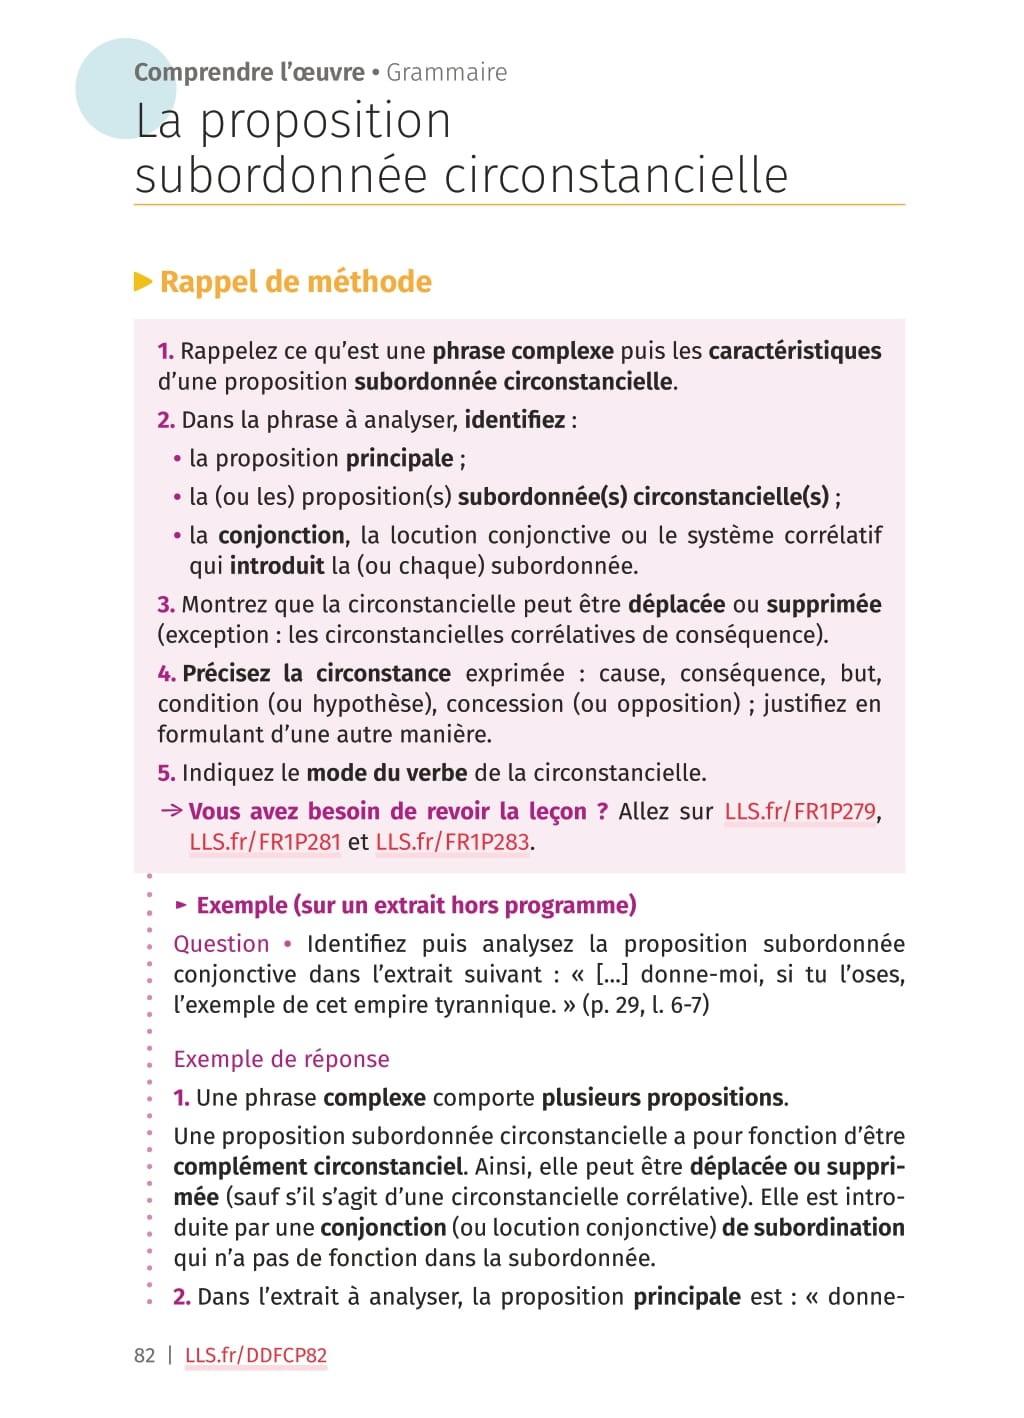 Comprendre l'œuvre • Grammaire
La proposition
subordonnée circonstancielle
► Rappel de méthode
1. Rappelez ce qu'est une phrase complexe puis les caractéristiques
d'une proposition subordonnée circonstancielle.
2. Dans la phrase à analyser, identifiez :
• la proposition principale ;
• la (ou les) proposition(s) subordonnée(s) circonstancielle(s) ;
• la conjonction, la locution conjonctive ou le système corrélatif
qui introduit la (ou chaque) subordonnée.
3. Montrez que la circonstancielle peut être déplacée ou supprimée
(exception : les circonstancielles corrélatives de conséquence).
4. Précisez la circonstance exprimée : cause, conséquence, but,
condition (ou hypothèse), concession (ou opposition) ; justifiez en
formulant d'une autre manière.
5. Indiquez le mode du verbe de la circonstancielle.
→ Vous avez besoin de revoir la leçon ? Allez sur LLS.fr/FR1P279,
LLS.fr/FR1P281 et LLS.fr/FR1P283.
► Exemple (sur un extrait hors programme)
Question • Identifiez puis analysez la proposition subordonnée
conjonctive dans l'extrait suivant : « [...] donne-moi, si tu l'oses,
l'exemple de cet empire tyrannique. » (p. 29, l. 6-7)
Exemple de réponse
1. Une phrase complexe comporte plusieurs propositions.
Une proposition subordonnée circonstancielle a pour fonction d'être
complément circonstanciel. Ainsi, elle peut être déplacée ou suppri-
mée (sauf s'il s'agit d'une circonstancielle corrélative). Elle est intro-
duite par une conjonction (ou locution conjonctive) de subordination
qui n'a pas de fonction dans la subordonnée.
2. Dans l'extrait à analyser, la proposition principale est : « donne-
82 | LLS.fr/DDFCP82